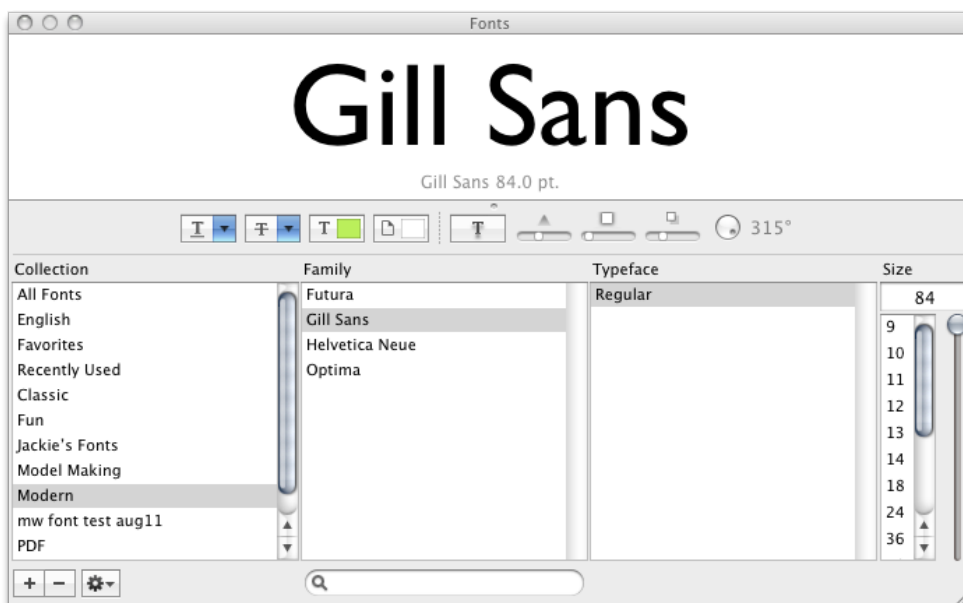 Fonts
Gill Sans
Gill Sans 84.0 pt.
T T T T 315°
Collection Family Typeface Size
All Fonts Futura Regular 84
English Gill Sans 9
Favorites Helvetica Neue 10
Recently Used Optima 11
Classic 12
Fun 13
Jackie's Fonts 14
Model Making 18
Modern 24
mw font test aug11 36
PDF